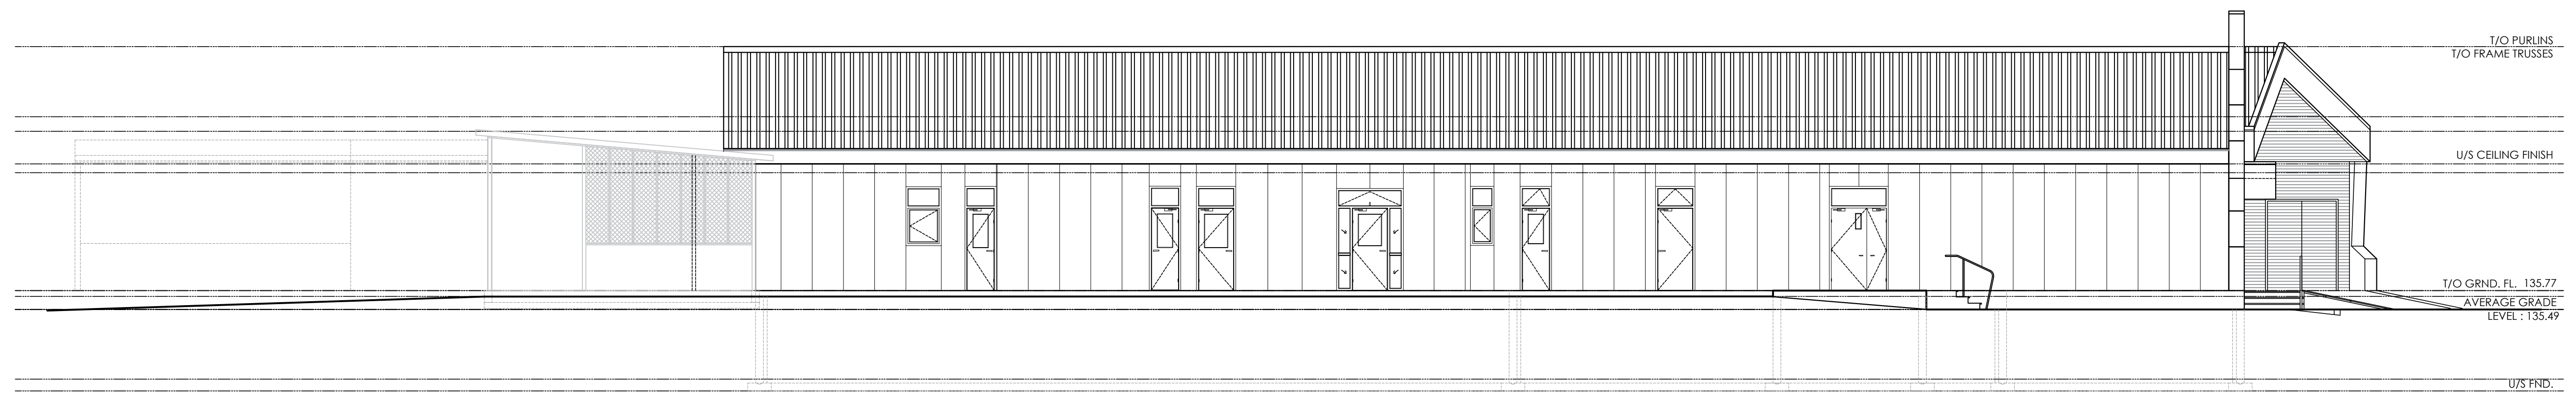 T/O PURLINS
T/O FRAME TRUSSES
U/S CEILING FINISH
T/O GRND. FL. 135.77
AVERAGE GRADE
LEVEL : 135.49
U/S FND.